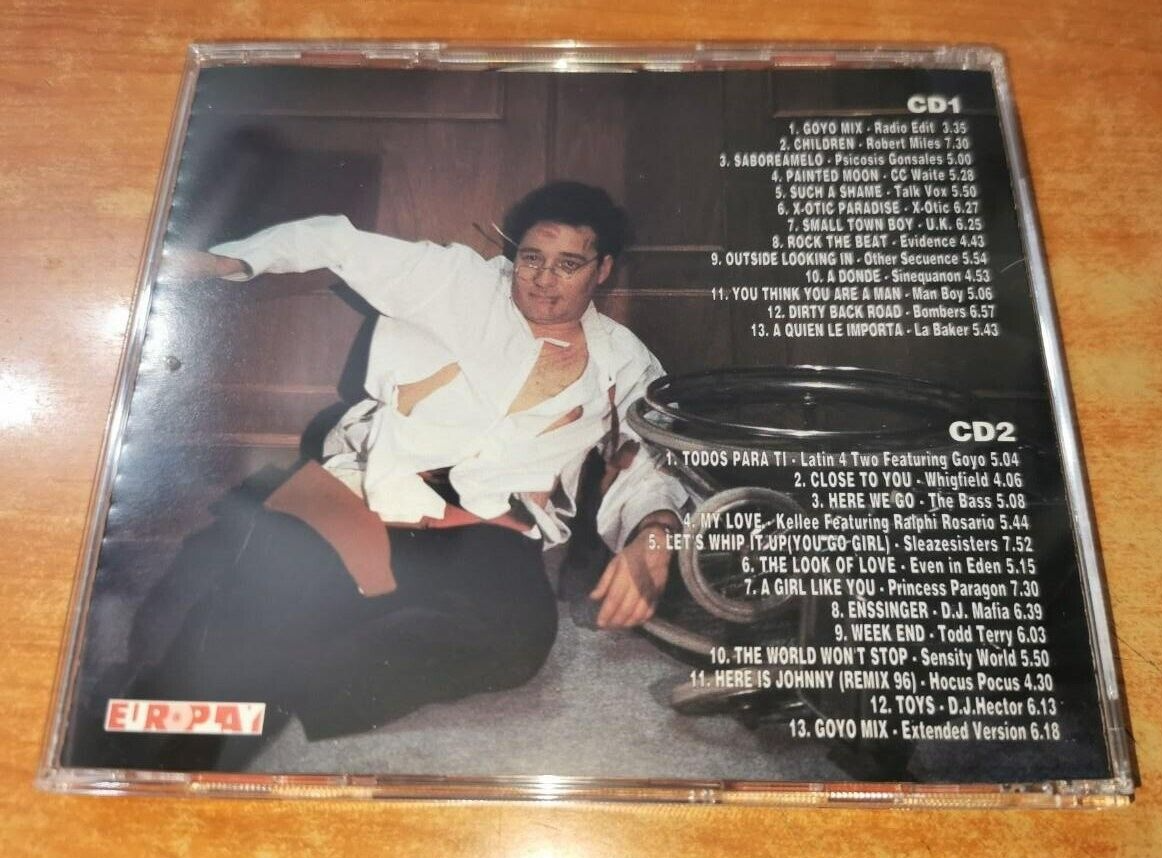 CD1
1. GOYO MIX - Radio Edit 3.35
2. CHILDREN - Robert Miles 7.30
3. SABOREAMELO - Psicosis Gonsales 5.00
4. PAINTED MOON - CC Waite 5.28
5. SUCH A SHAME - Talk Vox 5.50
6. X-OTIC PARADISE - X-Otic 6.27
7. SMALL TOWN BOY - U.K. 6.25
8. ROCK THE BEAT - Evidence 4.43
9. OUTSIDE LOOKING IN - Other Secuence 5.54
10. A DONDE - Sinequanon 4.53
11. YOU THINK YOU ARE A MAN - Man Boy 5.06
12. DIRTY BACK ROAD - Bombers 6.57
13. A QUIEN LE IMPORTA - La Baker 5.43
CD2
1. TODOS PARA TI - Latin 4 Two Featuring Goyo 5.04
2. CLOSE TO YOU - Whigfield 4.06
3. HERE WE GO - The Bass 5.08
4. MY LOVE - Kellee Featuring Ralphi Rosario 5.44
5. LET'S WHIP IT UP(YOU GO GIRL) - Sleazesisters 7.52
6. THE LOOK OF LOVE - Even in Eden 5.15
7. A GIRL LIKE YOU - Princess Paragon 7.30
8. ENSSINGER - D.J. Mafia 6.39
9. WEEK END - Todd Terry 6.03
10. THE WORLD WON'T STOP - Sensity World 5.50
11. HERE IS JOHNNY (REMIX 96) - Hocus Pocus 4.30
12. TOYS - D.J.Hector 6.13
13. GOYO MIX - Extended Version 6.18
EUROPLAY